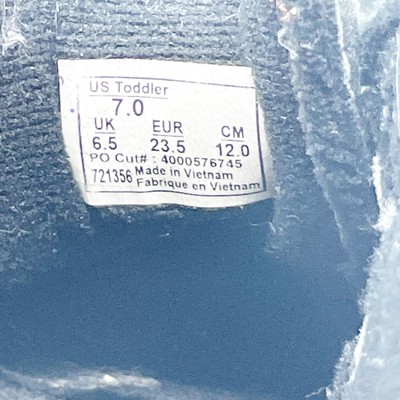 US Toddler
7.0
UK EUR CM
6.5 23.5 12.0
PO Cut# : 4000576745
721356 Made in Vietnam
Fabrique en Vietnam